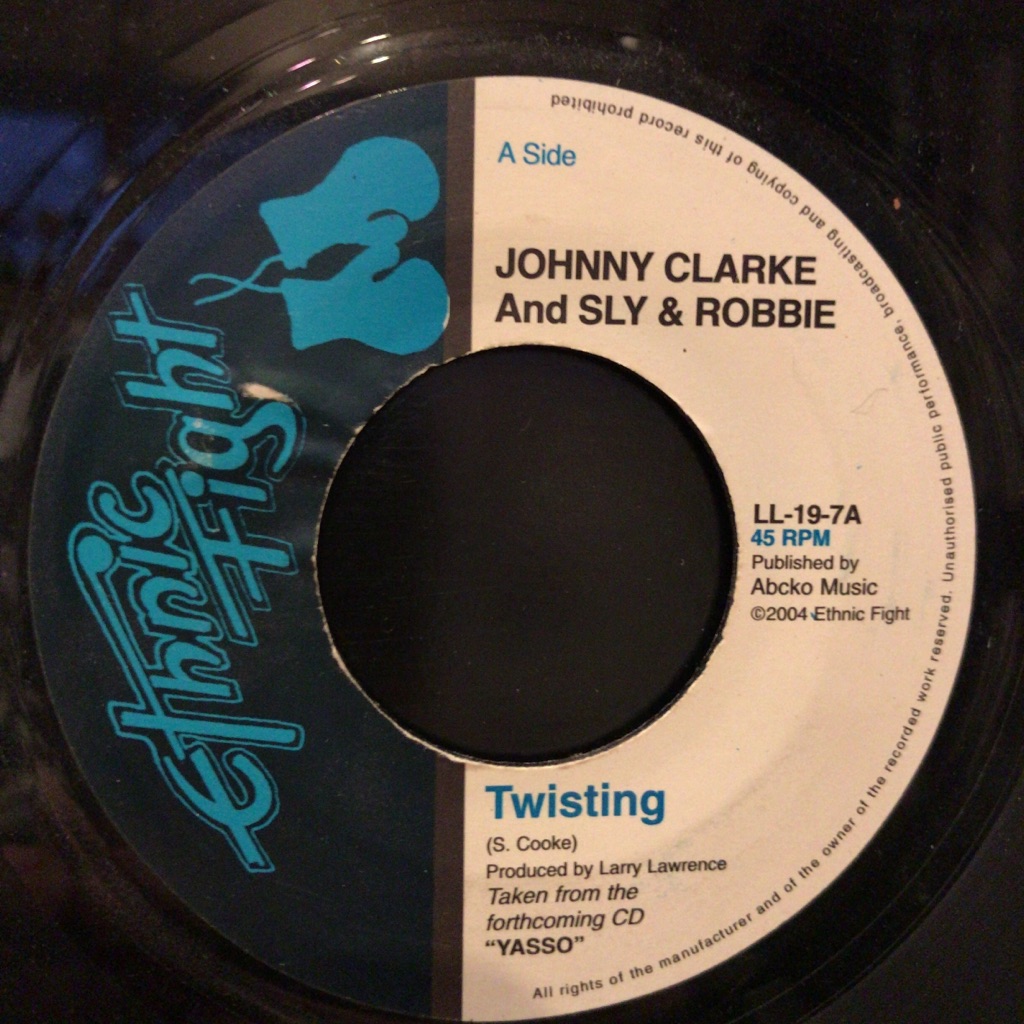 Ethnic
Fight
A Side
JOHNNY CLARKE
And SLY & ROBBIE
LL-19-7A
45 RPM
Published by
Abcko Music
©2004 Ethnic Fight
Twisting
(S. Cooke)
Produced by Larry Lawrence
Taken from the
forthcoming CD
“YASSO”
All rights of the manufacturer and of the owner of the recorded work reserved. Unauthorised public performance, broadcasting and copying of this record prohibited